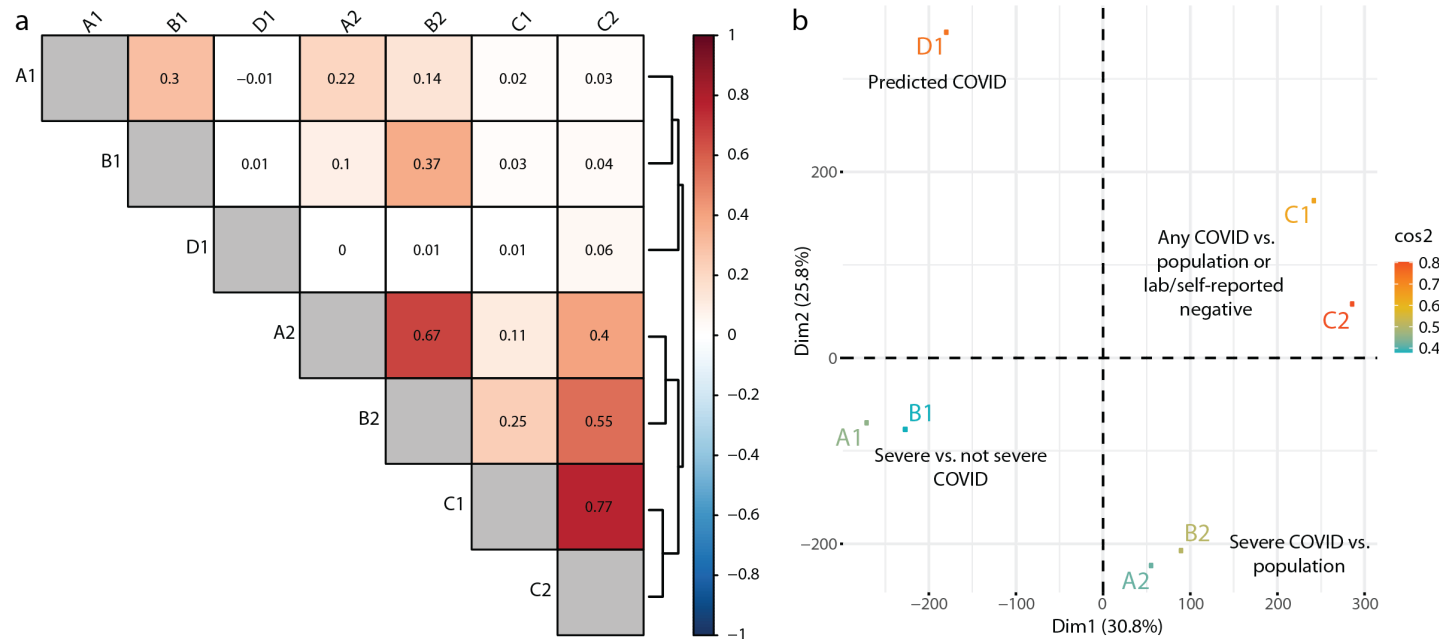 a
A1 B1 D1 A2 B2 C1 C2
A1 0.3 −0.01 0.22 0.14 0.02 0.03
B1 0.01 0.1 0.37 0.03 0.04
D1 0 0.01 0.01 0.06
A2 0.67 0.11 0.4
B2 0.25 0.55
C1 0.77
C2
1
0.8
0.6
0.4
0.2
0
−0.2
−0.4
−0.6
−0.8
−1
b
D1
Predicted COVID
C1
Any COVID vs.
population or
lab/self-reported
negative
C2
B1
A1
Severe vs. not severe
COVID
B2
Severe COVID vs.
population
A2
200
0
−200
Dim2 (25.8%)
−200 −100 0 100 200 300
Dim1 (30.8%)
cos2
0.8
0.7
0.6
0.5
0.4